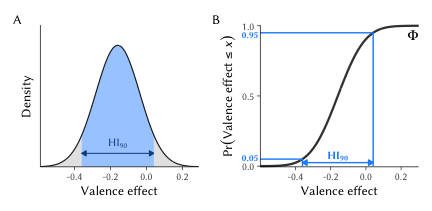 A
Density
HI90
-0.4
-0.2
0.0
0.2
Valence effect
B
Pr(Valence effect ≤ x)
1.0
0.95
0.5
0.05
0.0
Φ
HI90
-0.4
-0.2
0.0
0.2
Valence effect